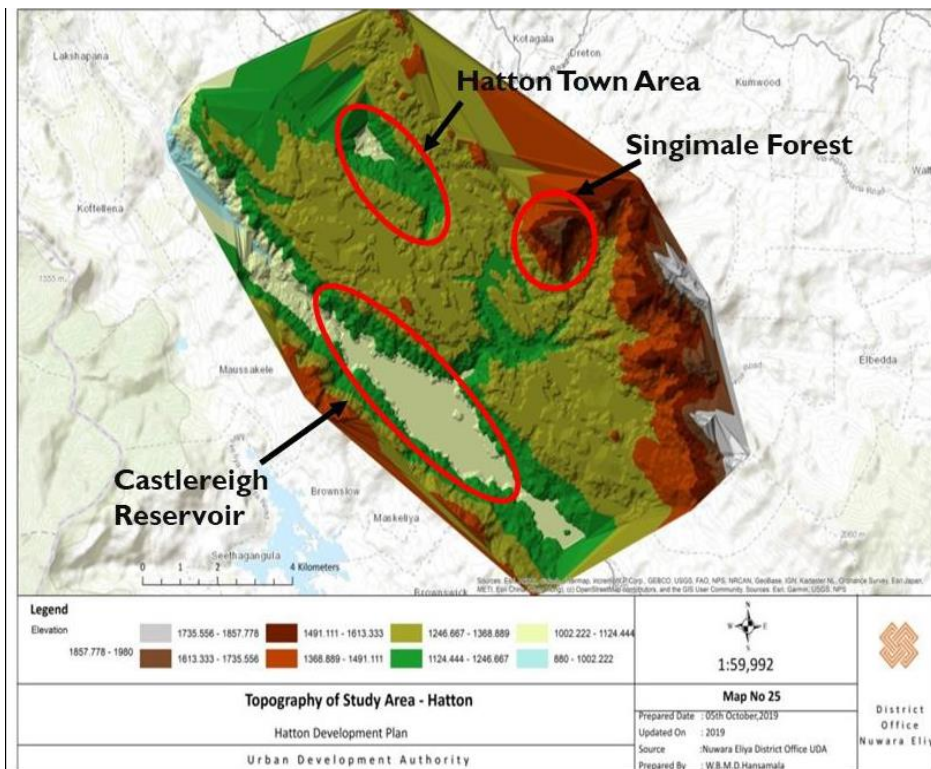 Lakshapana
Kotagala
Dreton
Kumwood
Hatton Town Area
Singimale Forest
Kottellena
1355 m
Maussakele
Elbedda
Castlereigh
Reservoir
Brownslow
Maskeliya
Seethagangula
2060 m
Brownswick
0 1 2 4 Kilometers
Legend
Elevation
1857.778 - 1980
1735.556 - 1857.778
1613.333 - 1735.556
1491.111 - 1613.333
1368.889 - 1491.111
1246.667 - 1368.889
1124.444 - 1246.667
1002.222 - 1124.444
880 - 1002.222
N
W E
S
1:59,992
Topography of Study Area - Hatton
Hatton Development Plan
Urban Development Authority
Map No 25
Prepared Date : 05th October,2019
Updated On : 2019
Source :Nuwara Eliya District Office UDA
Prepared By : W.B.M.D.Hansamala
District
Office
Nuwara Eliy